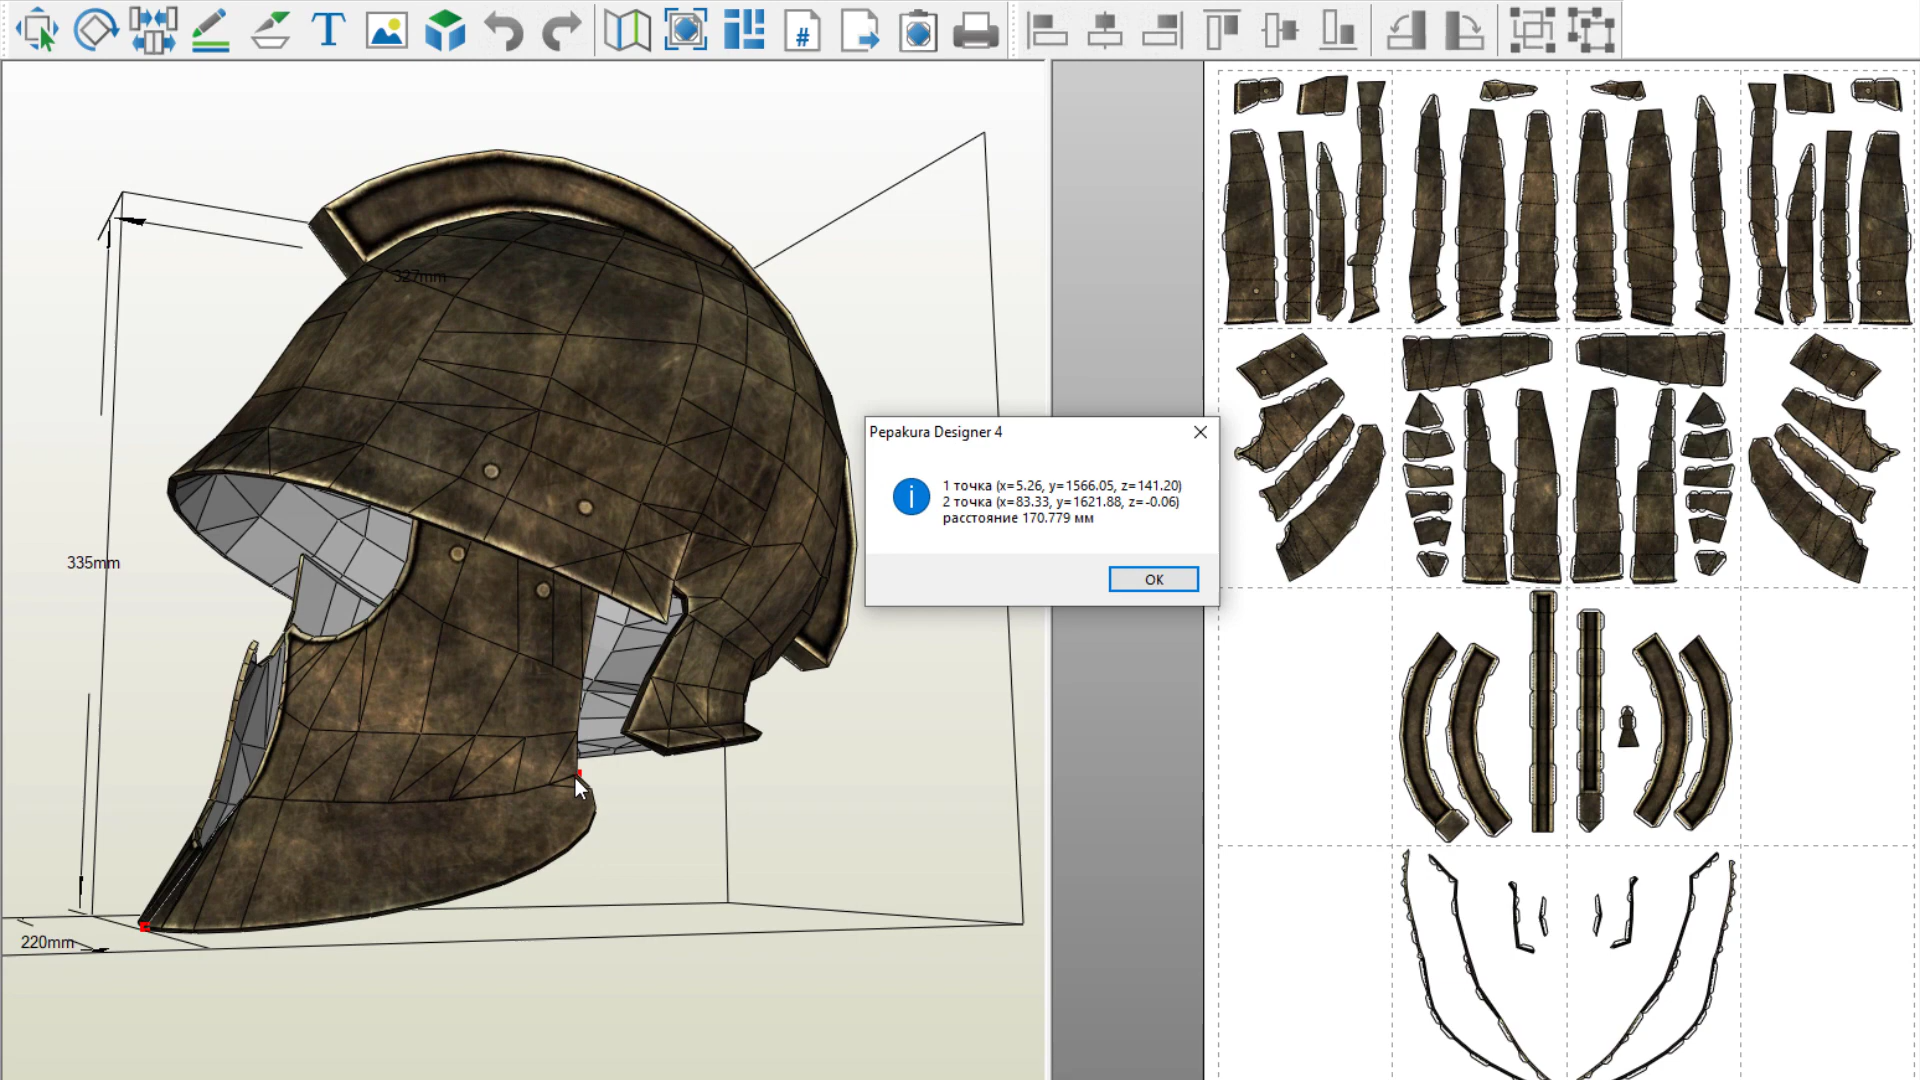 T
#
327mm
Pepakura Designer 4
1 точка (x=5.26, y=1566.05, z=141.20)
2 точка (x=83.33, y=1621.88, z=-0.06)
расстояние 170.779 мм
335mm
OK
220mm